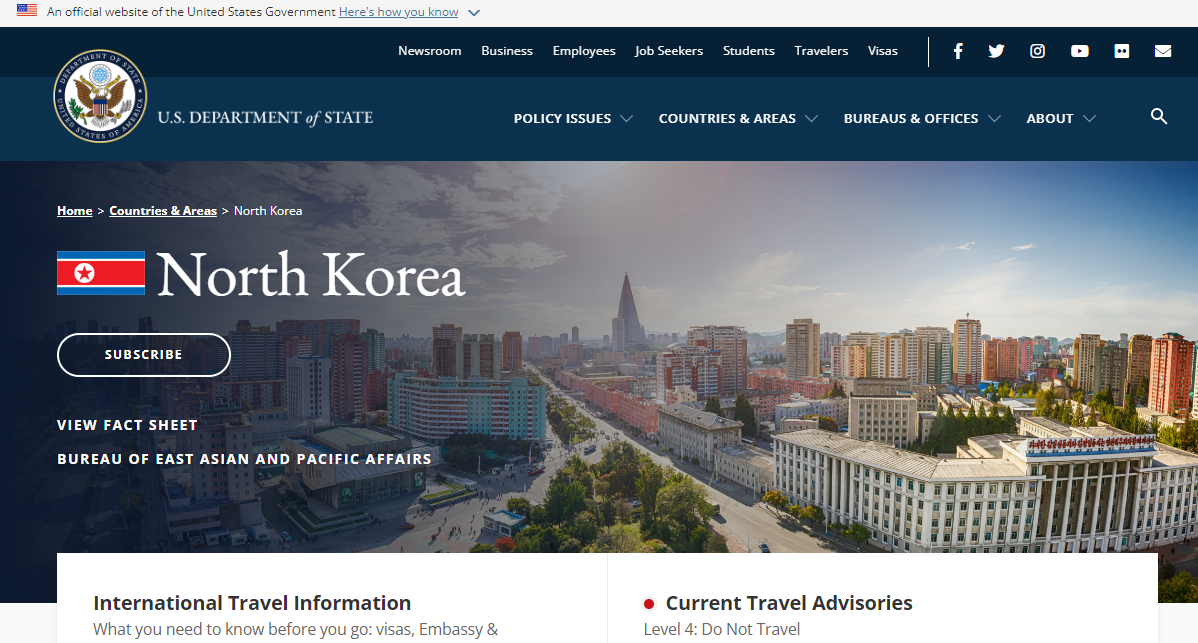 An official website of the United States Government Here's how you know
Newsroom Business Employees Job Seekers Students Travelers Visas
U.S. DEPARTMENT of STATE
POLICY ISSUES COUNTRIES & AREAS BUREAUS & OFFICES ABOUT
DEPARTMENT OF STATE
UNITED STATES OF AMERICA
Home > Countries & Areas > North Korea
North Korea
SUBSCRIBE
VIEW FACT SHEET
BUREAU OF EAST ASIAN AND PACIFIC AFFAIRS
International Travel Information
What you need to know before you go: visas, Embassy &
Current Travel Advisories
Level 4: Do Not Travel